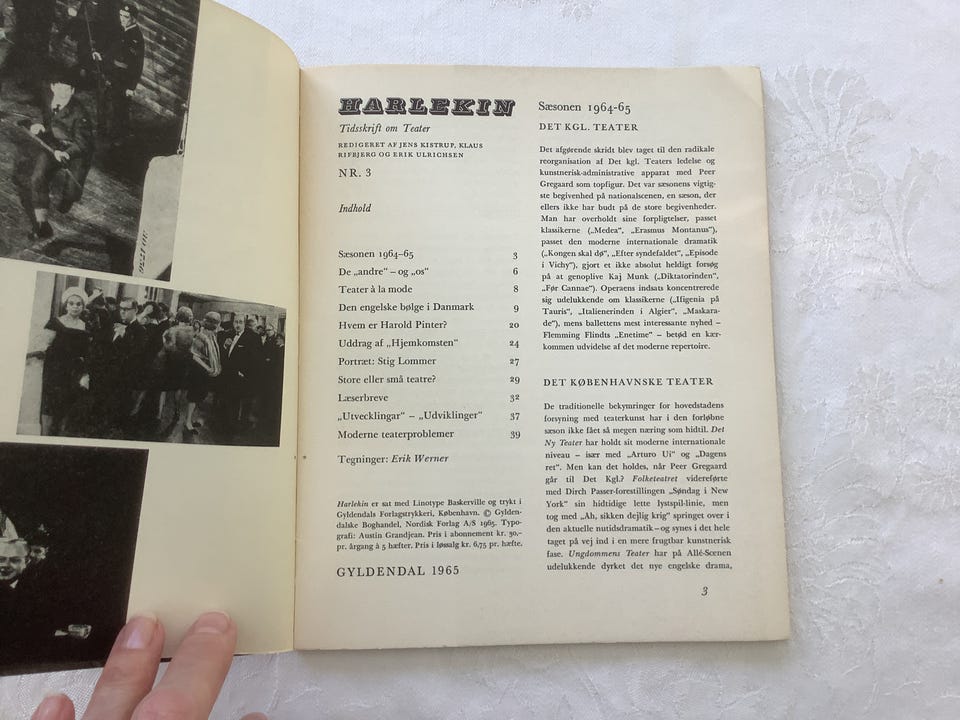 HARLEKIN
Tidsskrift om Teater
REDIGERET AF JENS KISTRUP, KLAUS
RIFBJERG OG ERIK ULRICHSEN
NR. 3
Indhold
Sæsonen 1964-65 3
De „andre“ – og „os“ 6
Teater à la mode 8
Den engelske bølge i Danmark 9
Hvem er Harold Pinter? 20
Uddrag af „Hjemkomsten“ 24
Portræt: Stig Lommer 27
Store eller små teatre? 29
Læserbreve 32
„Utvecklingar“ – „Udviklinger“ 37
Moderne teaterproblemer 39
Tegninger: Erik Werner
Harlekin er sat med Linotype Baskerville og trykt i
Gyldendals Forlagstrykkeri, København. © Gylden-
dalske Boghandel, Nordisk Forlag A/S 1965. Typo-
grafi: Austin Grandjean. Pris i abonnement kr. 30,–
pr. årgang à 5 hæfter. Pris i løssalg kr. 6,75 pr. hæfte.
GYLDENDAL 1965
Sæsonen 1964-65
DET KGL. TEATER
Det afgørende skridt blev taget til den radikale
reorganisation af Det kgl. Teaters ledelse og
kunstnerisk-administrative apparat med Peer
Gregaard som topfigur. Det var sæsonens vigtig-
ste begivenhed på nationalscenen, en sæson, der
ellers ikke har budt på de store begivenheder.
Man har overholdt sine forpligtelser, passet
klassikerne („Medea“, „Erasmus Montanus“),
passet den moderne internationale dramatik
(„Kongen skal dø“, „Efter syndefaldet“, „Episode
i Vichy“), gjort et ikke absolut heldigt forsøg
på at genoplive Kaj Munk („Diktatorinden“,
„Før Cannae“). Operaens indsats koncentrerede
sig udelukkende om klassikerne („Ifigenia på
Tauris“, „Italienerinden i Algier“, „Maskara-
de“), mens ballettens mest interessante nyhed –
Flemming Flindts „Enetime“ – betød en kær-
kommen udvidelse af det moderne repertoire.
DET KØBENHAVNSKE TEATER
De traditionelle bekymringer for hovedstadens
forsyning med teaterkunst har i den forløbne
sæson ikke fået så megen næring som hidtil. Det
Ny Teater har holdt sit moderne internationale
niveau – især med „Arturo Ui“ og „Dagens
ret“. Men kan det holdes, når Peer Gregaard
går til Det Kgl.? Folketeatret videreførte
med Dirch Passer-forestillingen „Søndag i New
York“ sin hidtidige lette lystspil-linie, men
tog med „Ah, sikken dejlig krig“ springet over i
den aktuelle nutidsdramatik – og synes i det hele
taget på vej ind i en mere frugtbar kunstnerisk
fase. Ungdommens Teater har på Allé-Scenen
udelukkende dyrket det nye engelske drama,
3